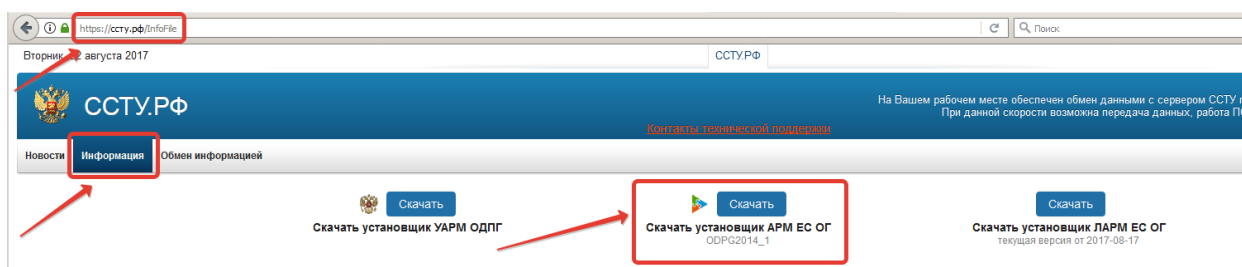 https://ссту.рф/InfoFile
Поиск
Вторник, 22 августа 2017
ССТУ.РФ
ССТУ.РФ
На Вашем рабочем месте обеспечен обмен данными с сервером ССТУ
При данной скорости возможна передача данных, работа
Контакты технической поддержки
Новости Информация Обмен информацией
Скачать
Скачать установщик УАРМ ОДПГ
Скачать
Скачать установщик АРМ ЕС ОГ
ODPG2014_1
Скачать
Скачать установщик ЛАРМ ЕС ОГ
текущая версия от 2017-08-17